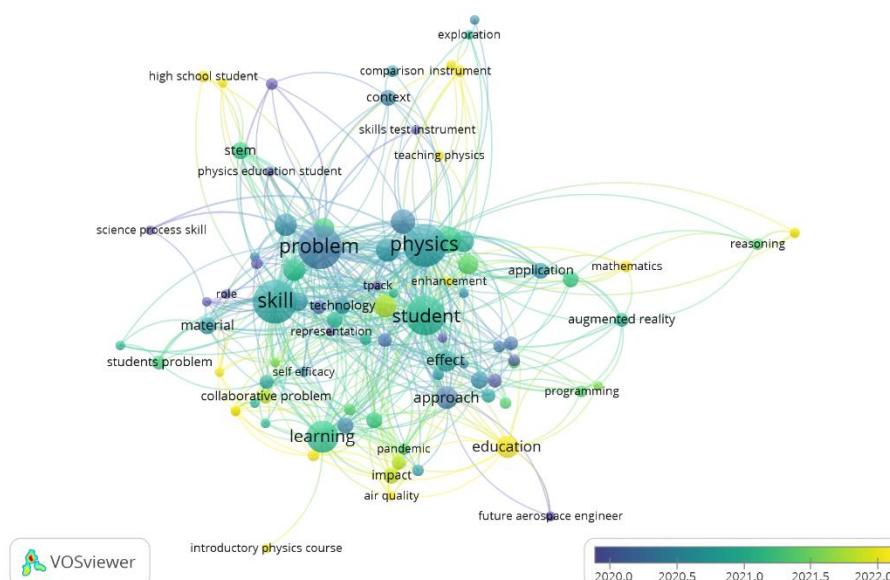 exploration
comparison
instrument
high school student
context
skills test instrument
stem
teaching physics
physics education student
science process skill
problem
physics
reasoning
application
mathematics
tpack
enhancement
role
skill
technology
student
material
representation
augmented reality
students problem
effect
self efficacy
collaborative problem
approach
programming
learning
pandemic
education
impact
air quality
future aerospace engineer
introductory physics course
VOSviewer
2020.0 2020.5 2021.0 2021.5 2022.0